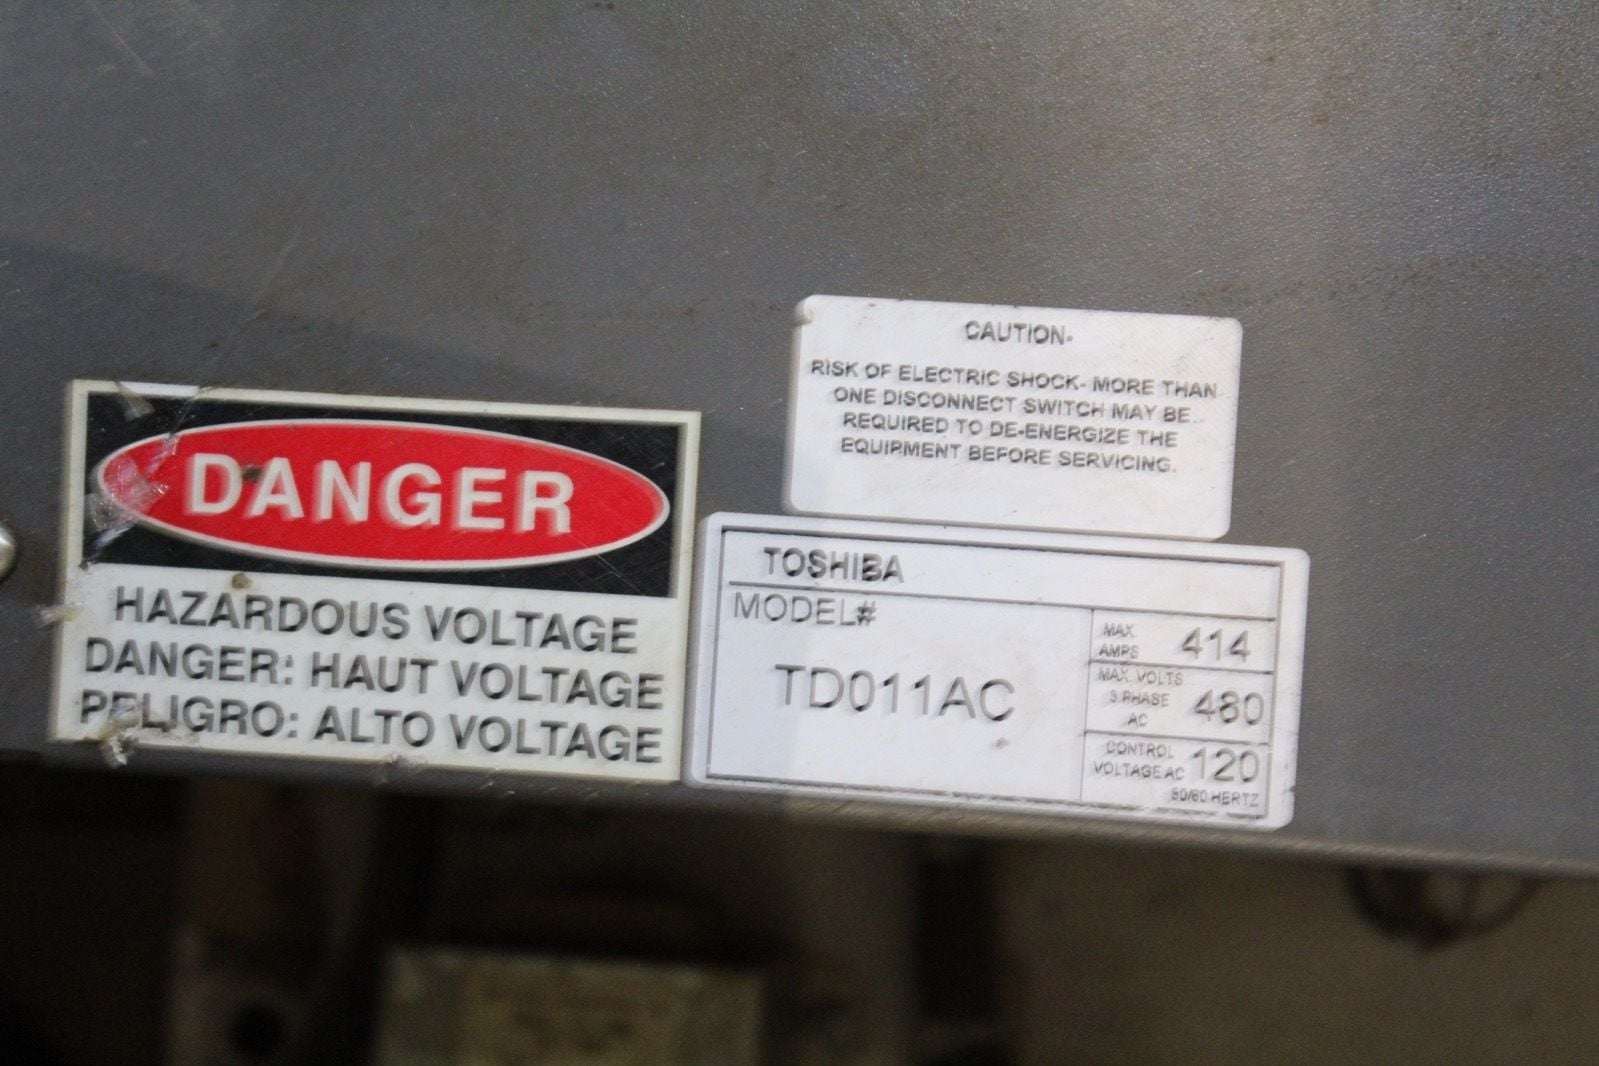 DANGER
HAZARDOUS VOLTAGE
DANGER: HAUT VOLTAGE
PELIGRO: ALTO VOLTAGE
CAUTION-
RISK OF ELECTRIC SHOCK- MORE THAN
ONE DISCONNECT SWITCH MAY BE
REQUIRED TO DE-ENERGIZE THE
EQUIPMENT BEFORE SERVICING.
TOSHIBA
MODEL#
TD011AC
MAX. AMPS 414
MAX. VOLTS 3 PHASE AC 480
CONTROL VOLTAGE AC 120
50/60 HERTZ